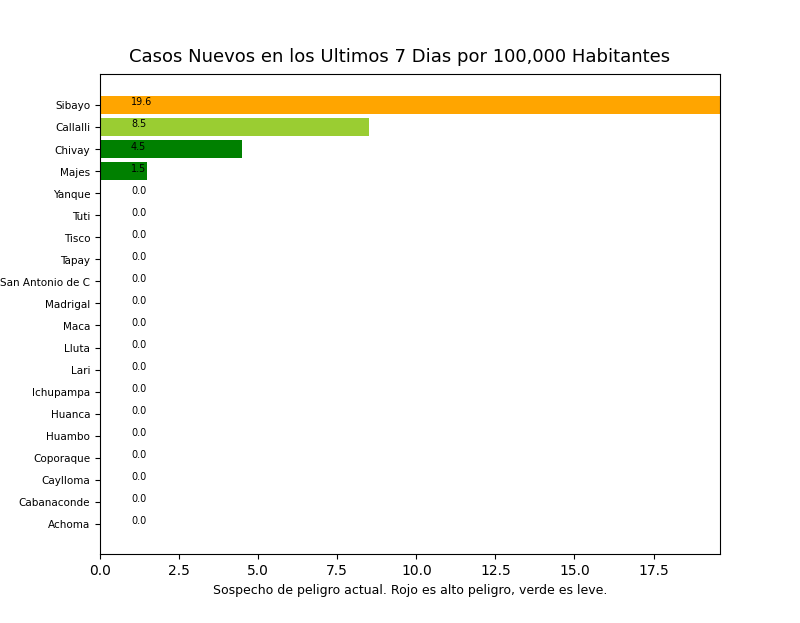 Casos Nuevos en los Ultimos 7 Dias por 100,000 Habitantes
Sibayo 19.6
Callalli 8.5
Chivay 4.5
Majes 1.5
Yanque 0.0
Tuti 0.0
Tisco 0.0
Tapay 0.0
San Antonio de C 0.0
Madrigal 0.0
Maca 0.0
Lluta 0.0
Lari 0.0
Ichupampa 0.0
Huanca 0.0
Huambo 0.0
Coporaque 0.0
Caylloma 0.0
Cabanaconde 0.0
Achoma 0.0
0.0 2.5 5.0 7.5 10.0 12.5 15.0 17.5
Sospecho de peligro actual. Rojo es alto peligro, verde es leve.